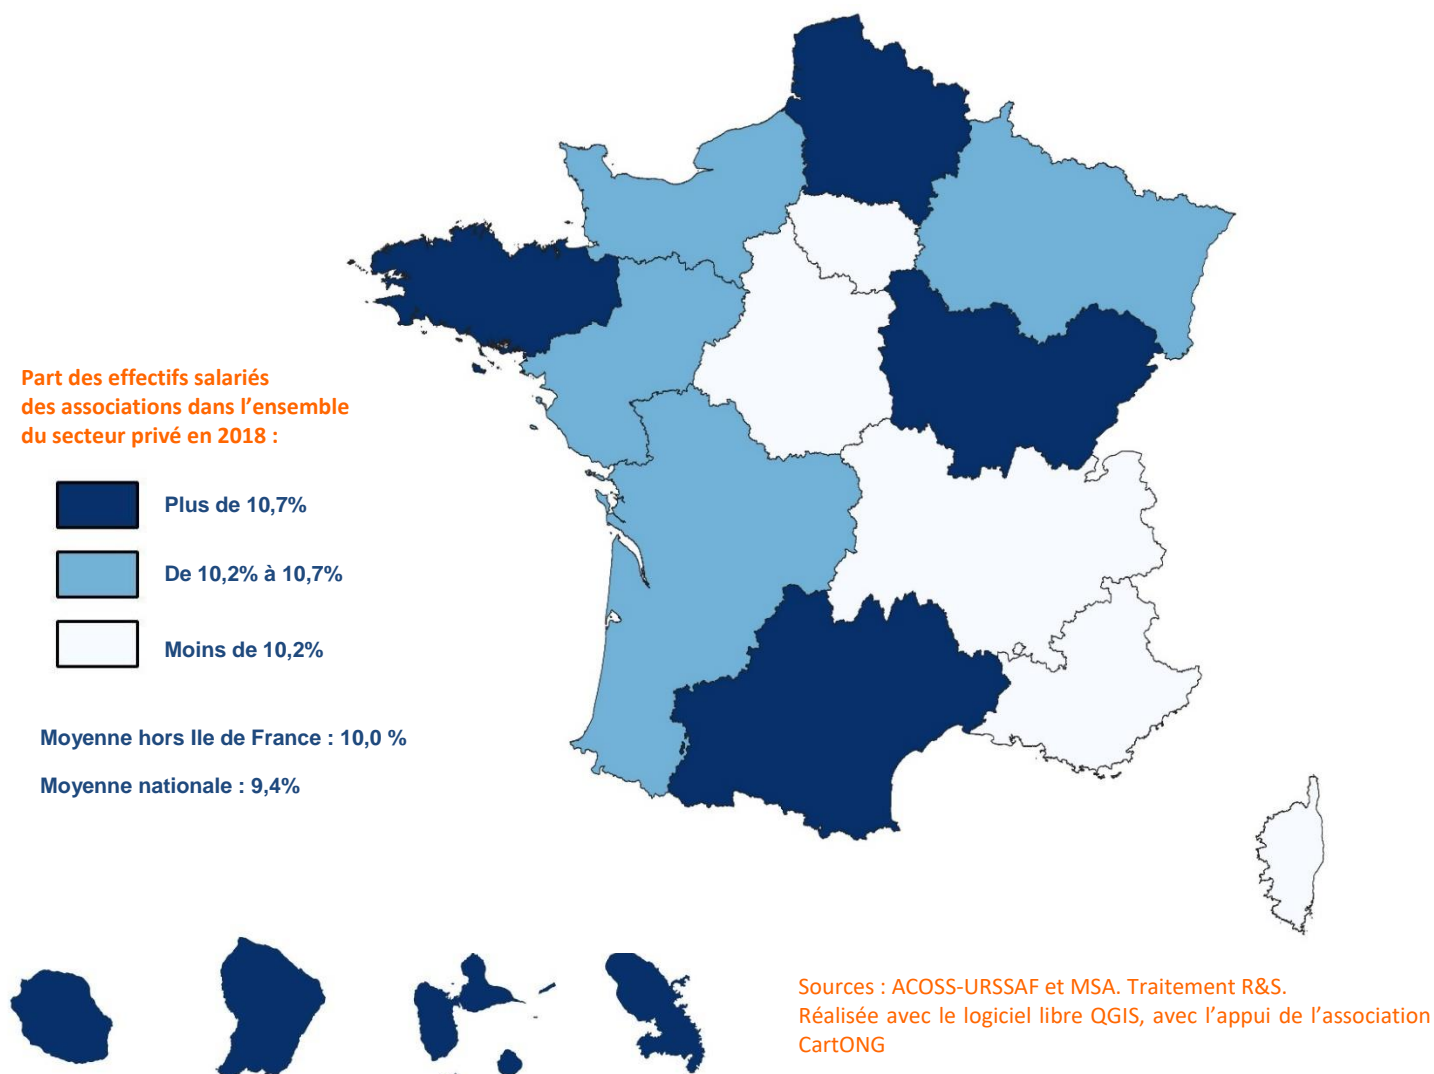 Part des effectifs salariés
des associations dans l’ensemble
du secteur privé en 2018 :
Plus de 10,7%
De 10,2% à 10,7%
Moins de 10,2%
Moyenne hors Ile de France : 10,0 %
Moyenne nationale : 9,4%
Sources : ACOSS-URSSAF et MSA. Traitement R&S.
Réalisée avec le logiciel libre QGIS, avec l’appui de l’association
CartONG